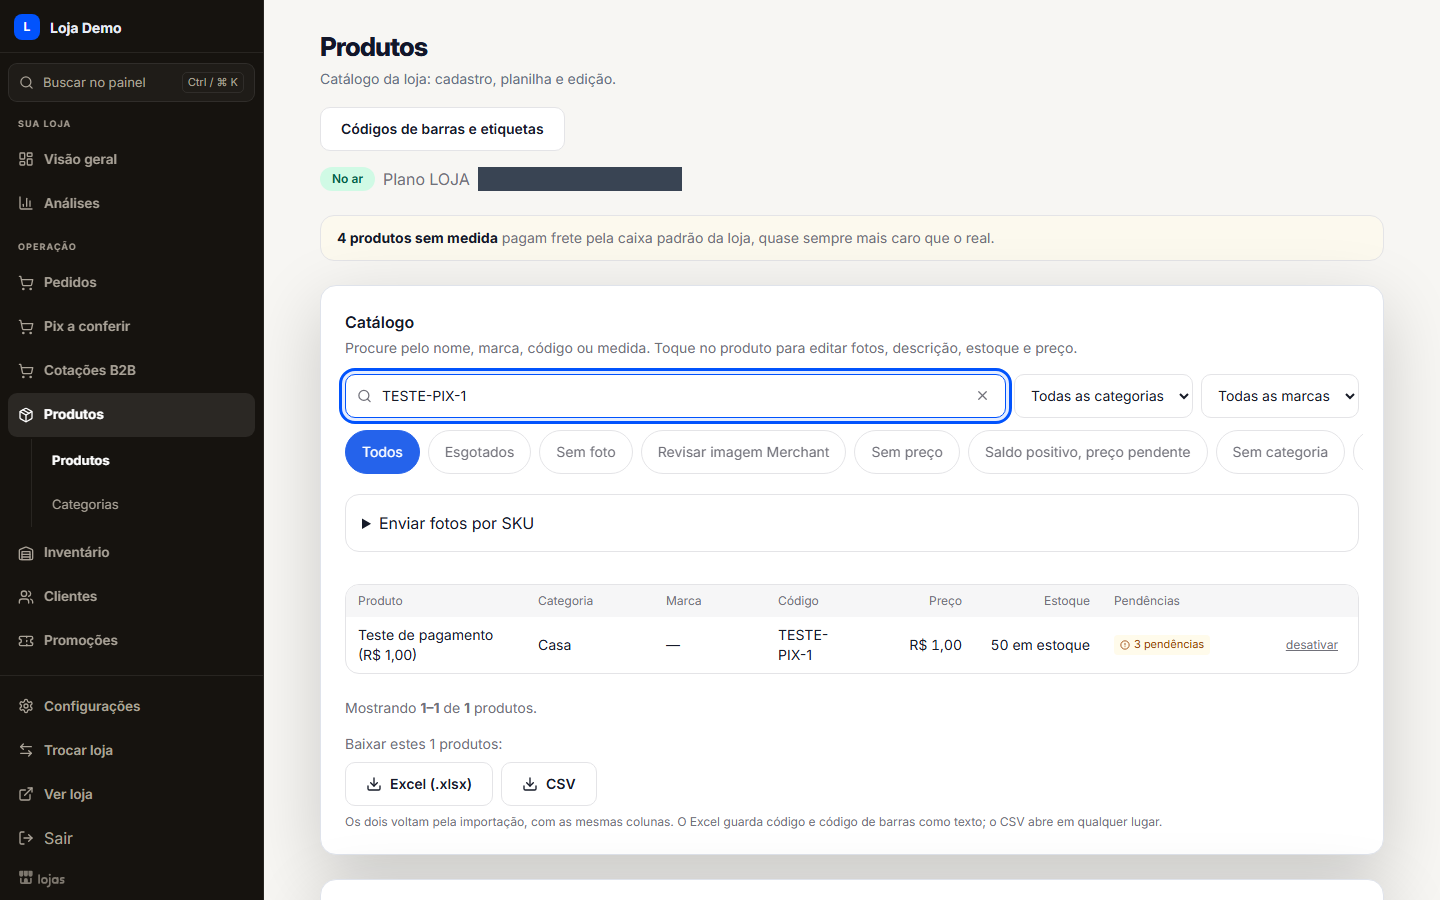 L Loja Demo
Buscar no painel Ctrl / ⌘ K
SUA LOJA
Visão geral
Análises
OPERAÇÃO
Pedidos
Pix a conferir
Cotações B2B
Produtos
Produtos
Categorias
Inventário
Clientes
Promoções
Configurações
Trocar loja
Ver loja
Sair
lojas
Produtos
Catálogo da loja: cadastro, planilha e edição.
Códigos de barras e etiquetas
No ar Plano LOJA
4 produtos sem medida pagam frete pela caixa padrão da loja, quase sempre mais caro que o real.
Catálogo
Procure pelo nome, marca, código ou medida. Toque no produto para editar fotos, descrição, estoque e preço.
TESTE-PIX-1 Todas as categorias Todas as marcas
Todos Esgotados Sem foto Revisar imagem Merchant Sem preço Saldo positivo, preço pendente Sem categoria
Enviar fotos por SKU
Produto Categoria Marca Código Preço Estoque Pendências
Teste de pagamento (R$ 1,00) Casa — TESTE-PIX-1 R$ 1,00 50 em estoque 3 pendências desativar
Mostrando 1–1 de 1 produtos.
Baixar estes 1 produtos:
Excel (.xlsx) CSV
Os dois voltam pela importação, com as mesmas colunas. O Excel guarda código e código de barras como texto; o CSV abre em qualquer lugar.